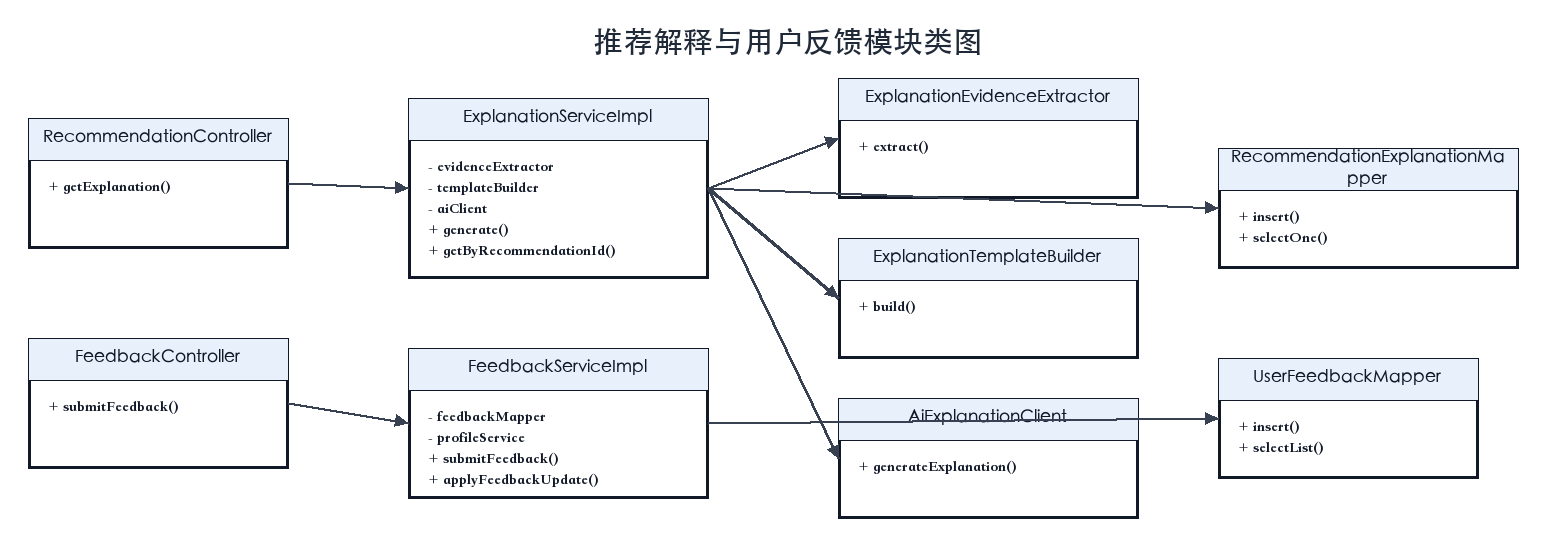 推荐解释与用户反馈模块类图
RecommendationController
+ getExplanation()
ExplanationServiceImpl
- evidenceExtractor
- templateBuilder
- aiClient
+ generate()
+ getByRecommendationId()
ExplanationEvidenceExtractor
+ extract()
RecommendationExplanationMa
pper
+ insert()
+ selectOne()
ExplanationTemplateBuilder
+ build()
FeedbackController
+ submitFeedback()
FeedbackServiceImpl
- feedbackMapper
- profileService
+ submitFeedback()
+ applyFeedbackUpdate()
AiExplanationClient
+ generateExplanation()
UserFeedbackMapper
+ insert()
+ selectList()